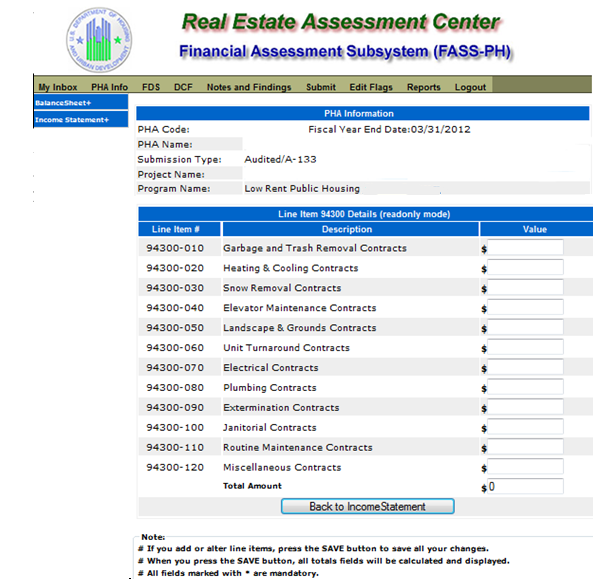 U.S. DEPARTMENT OF HOUSING AND URBAN DEVELOPMENT
Real Estate Assessment Center
Financial Assessment Subsystem (FASS-PH)
My Inbox PHA Info FDS DCF Notes and Findings Submit Edit Flags Reports Logout
BalanceSheet+
Income Statement+
PHA Information
PHA Code: Fiscal Year End Date:03/31/2012
PHA Name:
Submission Type: Audited/A-133
Project Name:
Program Name: Low Rent Public Housing
Line Item 94300 Details (readonly mode)
Line Item # Description Value
94300-010 Garbage and Trash Removal Contracts $
94300-020 Heating & Cooling Contracts $
94300-030 Snow Removal Contracts $
94300-040 Elevator Maintenance Contracts $
94300-050 Landscape & Grounds Contracts $
94300-060 Unit Turnaround Contracts $
94300-070 Electrical Contracts $
94300-080 Plumbing Contracts $
94300-090 Extermination Contracts $
94300-100 Janitorial Contracts $
94300-110 Routine Maintenance Contracts $
94300-120 Miscellaneous Contracts $
Total Amount $0
Back to IncomeStatement
Note:
# If you add or alter line items, press the SAVE button to save all your changes.
# When you press the SAVE button, all totals fields will be calculated and displayed.
# All fields marked with * are mandatory.